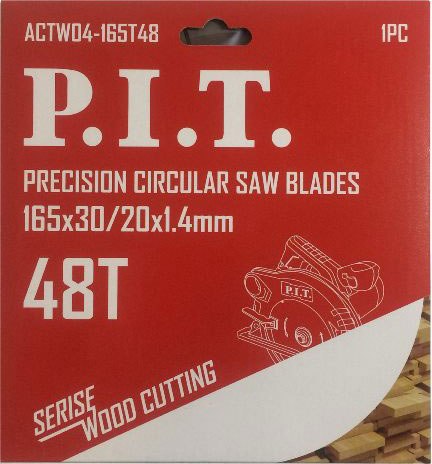 ACTW04-165T48 1PC
P.I.T.
PRECISION CIRCULAR SAW BLADES
165x30/20x1.4mm
48T
P.I.T.
SERISE
WOOD CUTTING